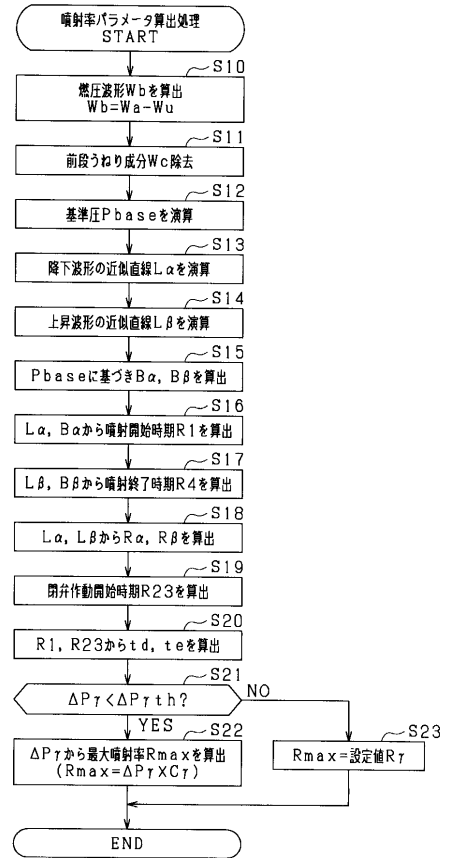 噴射率パラメータ算出処理
START
S10
燃圧波形Wbを算出
Wb=Wa-Wu
S11
前段うねり成分Wc除去
S12
基準圧Pbaseを演算
S13
降下波形の近似直線Lαを演算
S14
上昇波形の近似直線Lβを演算
S15
Pbaseに基づきBα, Bβを算出
S16
Lα, Bαから噴射開始時期R1を算出
S17
Lβ, Bβから噴射終了時期R4を算出
S18
Lα, LβからRα, Rβを算出
S19
閉弁作動開始時期R23を算出
S20
R1, R23からtd, teを算出
S21
ΔPγ<ΔPγth?
NO
YES
S22
ΔPγから最大噴射率Rmaxを算出
(Rmax=ΔPγ×Cγ)
S23
Rmax=設定値Rγ
END